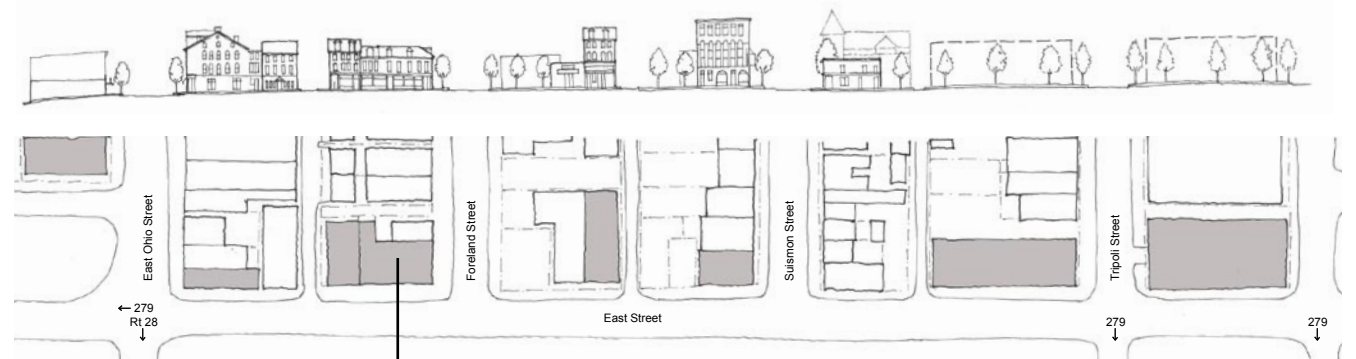 East Ohio Street
Foreland Street
Suismon Street
Tripoli Street
← 279
Rt 28
↓
East Street
279
↓
279
↓